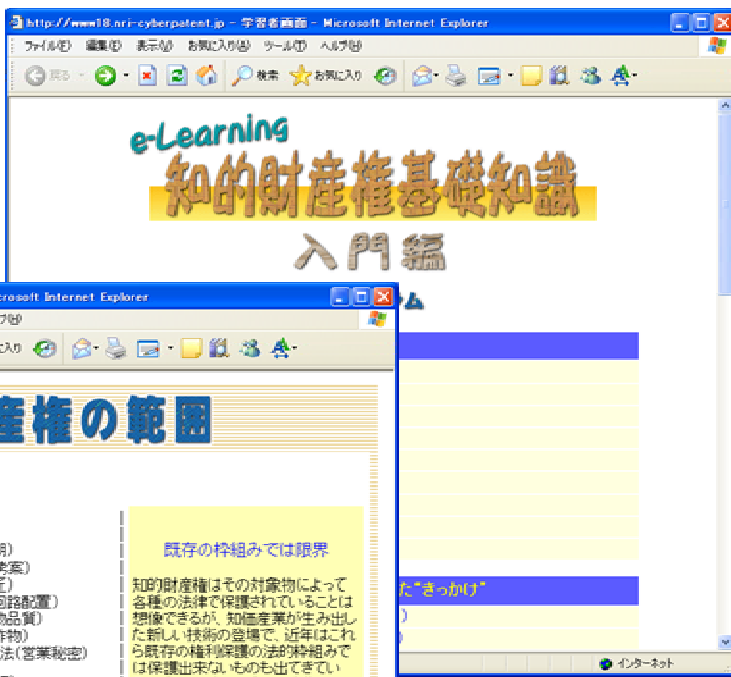 http://www18.nri-cyberpatent.jp - 学習者画面 - Microsoft Internet Explorer
ファイル(F) 編集(E) 表示(V) お気に入り(A) ツール(T) ヘルプ(H)
戻る 検索 お気に入り
e-Learning
知的財産権基礎知識
入門編
ラム
crosoft Internet Explorer
プ(H)
に入り
産権の範囲
既存の枠組みでは限界
明)
考案)
匠)
回路配置)
物品質)
作物)
法(営業秘密)
知的財産権はその対象物によって
各種の法律で保護されていることは
想像できるが、知価産業が生み出し
た新しい技術の登場で、近年はこれ
ら既存の権利保護の法的枠組みで
は保護出来ないものも出てきてい
た"きっかけ"
)
)
インターネット